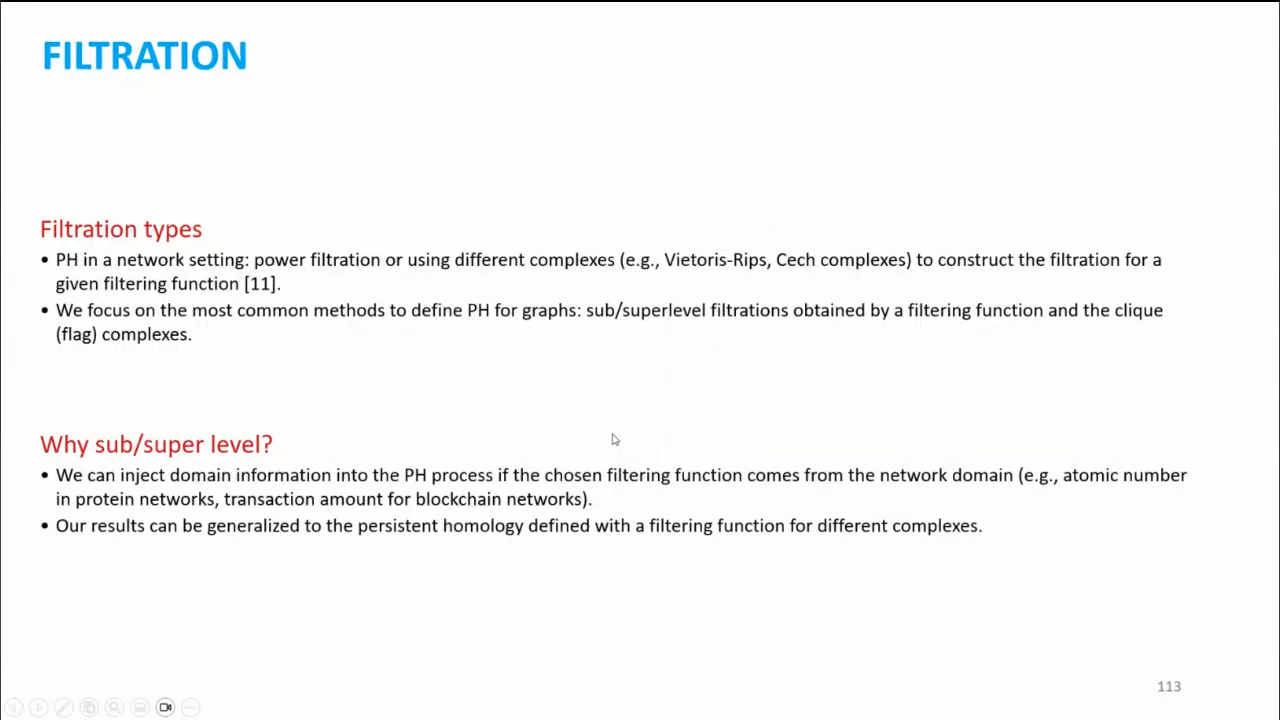 FILTRATION
Filtration types
• PH in a network setting: power filtration or using different complexes (e.g., Vietoris-Rips, Cech complexes) to construct the filtration for a
given filtering function [11].
• We focus on the most common methods to define PH for graphs: sub/superlevel filtrations obtained by a filtering function and the clique
(flag) complexes.
Why sub/super level?
• We can inject domain information into the PH process if the chosen filtering function comes from the network domain (e.g., atomic number
in protein networks, transaction amount for blockchain networks).
• Our results can be generalized to the persistent homology defined with a filtering function for different complexes.
113